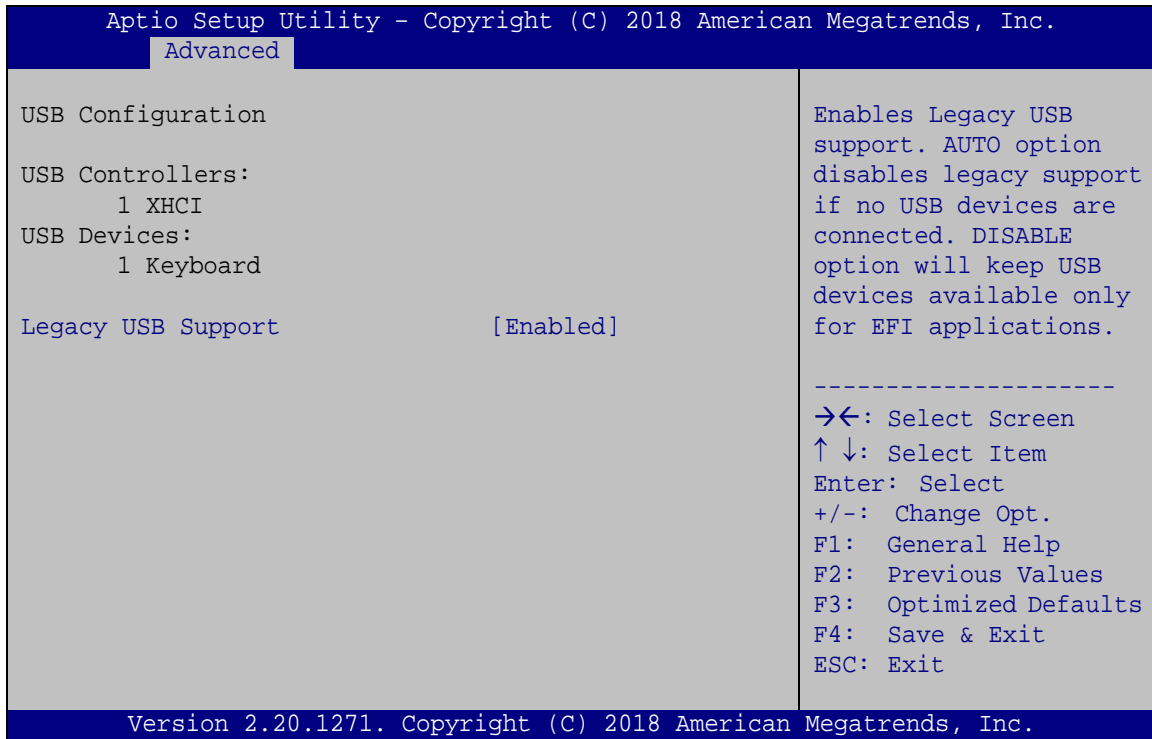 Aptio Setup Utility – Copyright (C) 2018 American Megatrends, Inc.
Advanced
USB Configuration
USB Controllers:
1 XHCI
USB Devices:
1 Keyboard
Legacy USB Support [Enabled]
Enables Legacy USB
support. AUTO option
disables legacy support
if no USB devices are
connected. DISABLE
option will keep USB
devices available only
for EFI applications.
---------------------
→←: Select Screen
↑ ↓: Select Item
Enter: Select
+/-: Change Opt.
F1: General Help
F2: Previous Values
F3: Optimized Defaults
F4: Save & Exit
ESC: Exit
Version 2.20.1271. Copyright (C) 2018 American Megatrends, Inc.